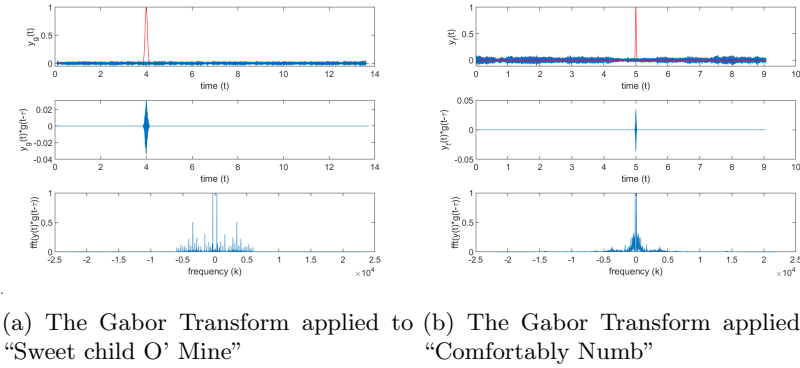 1
0.5
0
y_g(t)
0 2 4 6 8 10 12 14
time (t)
0.02
0
-0.02
-0.04
y_g(t)*g(t-τ)
0 2 4 6 8 10 12 14
time (t)
1
0.5
0
fft(y(t)*g(t-τ))
-2.5 -2 -1.5 -1 -0.5 0 0.5 1 1.5 2 2.5
frequency (k)
×10^4
1
0.5
0
y_f(t)
0 1 2 3 4 5 6 7 8 9 10
time (t)
0.05
0
-0.05
y_f(t)*g(t-τ)
0 1 2 3 4 5 6 7 8 9 10
time (t)
1
0.5
0
fft(y(t)*g(t-τ))
-2.5 -2 -1.5 -1 -0.5 0 0.5 1 1.5 2 2.5
frequency (k)
×10^4
(a) The Gabor Transform applied to
“Sweet child O’ Mine”
(b) The Gabor Transform applied
“Comfortably Numb”